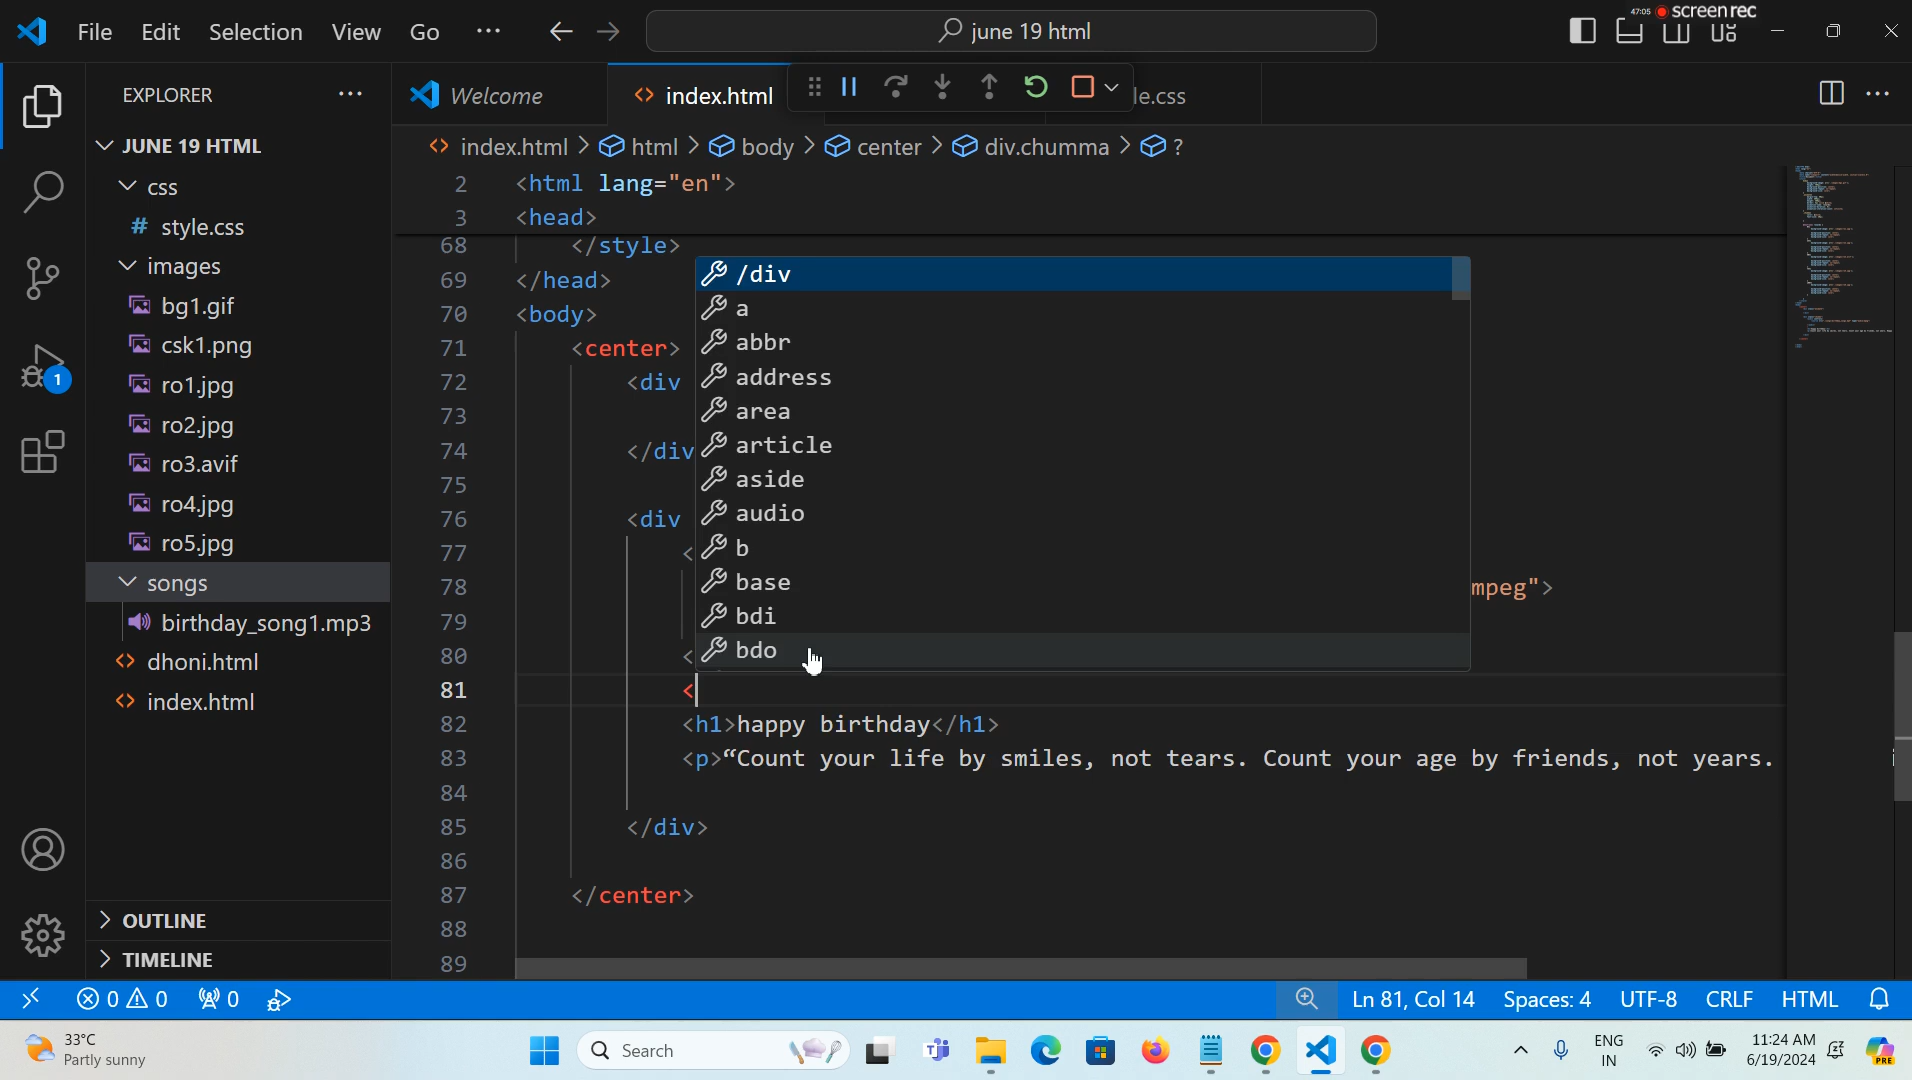 File Edit Selection View Go ··· june 19 html
47:05 screen rec
EXPLORER ···
JUNE 19 HTML
css
# style.css
images
bg1.gif
csk1.png
ro1.jpg
ro2.jpg
ro3.avif
ro4.jpg
ro5.jpg
songs
birthday_song1.mp3
<> dhoni.html
<> index.html
OUTLINE
TIMELINE
1
Welcome <> index.html le.css
<> index.html > html > body > center > div.chumma > ?
2 <html lang="en">
3 <head>
68 </style>
69 </head>
70 <body>
71 <center>
72 <div
73
74 </div
75
76 <div
77 <
78 mpeg">
79
80 <
81 <
82 <h1>happy birthday</h1>
83 <p>“Count your life by smiles, not tears. Count your age by friends, not years.
84
85 </div>
86
87 </center>
88
89
/div
a
abbr
address
area
article
aside
audio
b
base
bdi
bdo
0 0 0 Ln 81, Col 14 Spaces: 4 UTF-8 CRLF HTML
33°C
Partly sunny
Search
ENG
IN
11:24 AM
6/19/2024
PRE